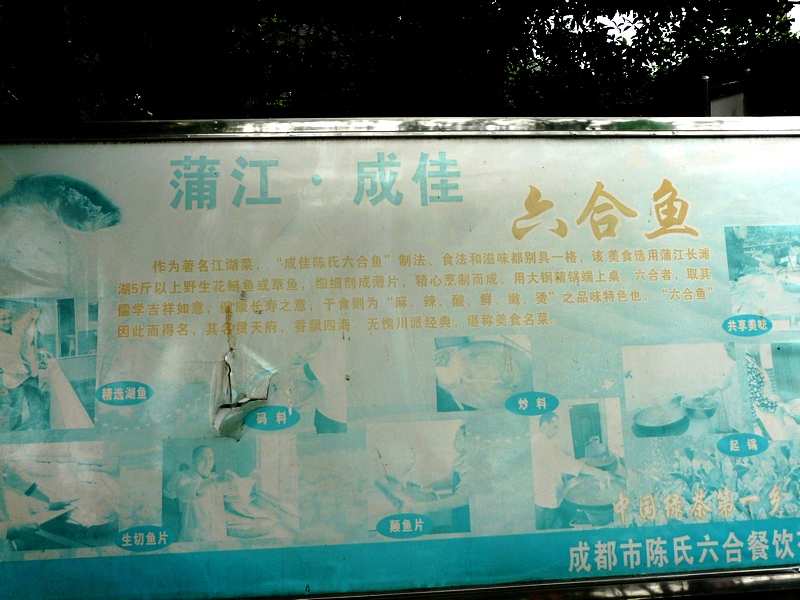 蒲江·成佳 六合鱼
作为著名江湖菜，“成佳陈氏六合鱼”制法、食法和滋味都别具一格，该美食选用蒲江长滩
湖5斤以上野生花鲢鱼或草鱼，细细剖成薄片，精心烹制而成，用大钢精锅端上桌。六合者，取其
儒学吉祥如意，健康长寿之意，于食则为“麻、辣、酸、鲜、嫩、烫”之品味特色也，“六合鱼”
因此而得名，其名摄天府，香飘四海，无愧川派经典，堪称美食名菜。
共享美味
精选湖鱼
码料
炒料
起锅
生切鱼片
颠鱼片
中国绿茶第一乡
成都市陈氏六合餐饮